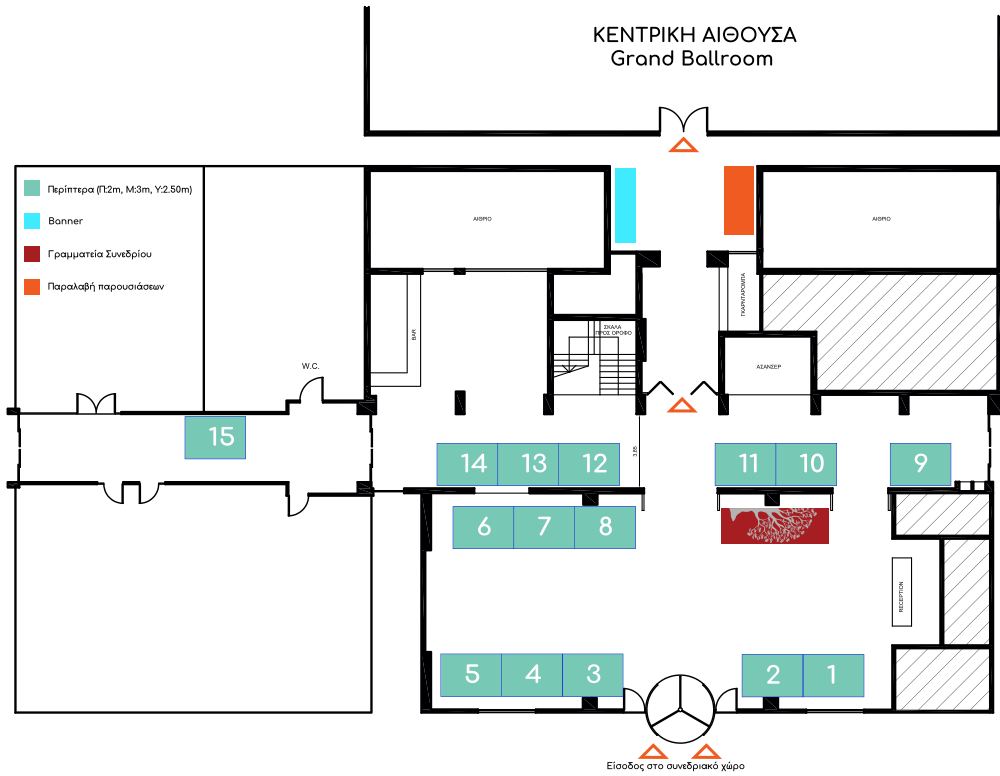 ΚΕΝΤΡΙΚΗ ΑΙΘΟΥΣΑ
Grand Ballroom
Περίπτερα (Π:2m, Μ:3m, Υ:2.50m)
Banner
Γραμματεία Συνεδρίου
Παραλαβή παρουσιάσεων
ΑΙΘΡΙΟ
ΑΙΘΡΙΟ
ΓΚΑΡΝΤΑΡΟΜΠΑ
BAR
ΣΚΑΛΑ
ΠΡΟΣ ΟΡΟΦΟ
W.C.
ΑΣΑΝΣΕΡ
15
14 13 12
3,85
11 10
9
6 7 8
RECEPTION
5 4 3
2 1
Είσοδος στο συνεδριακό χώρο